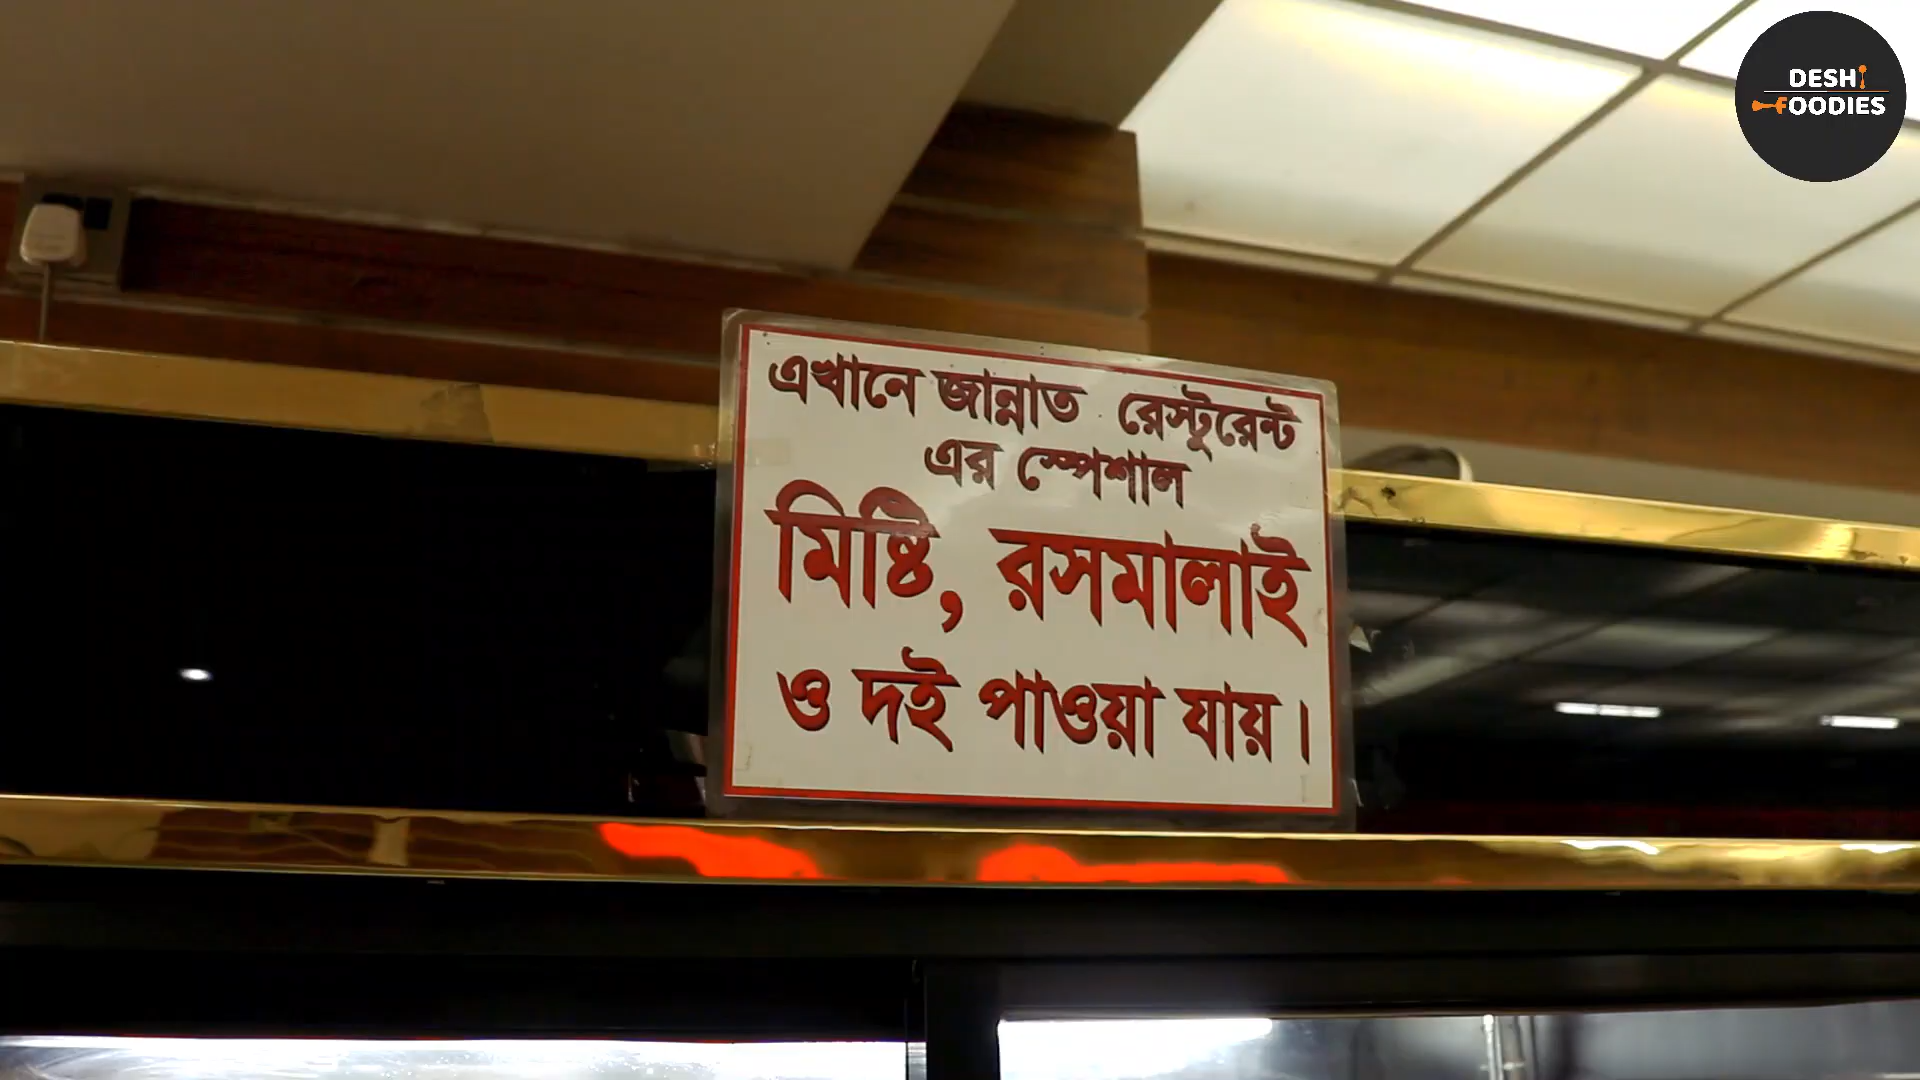 DESHi
FOODIES
এখানে জান্নাত রেস্টুরেন্ট
এর স্পেশাল
মিষ্টি, রসমালাই
ও দই পাওয়া যায়।